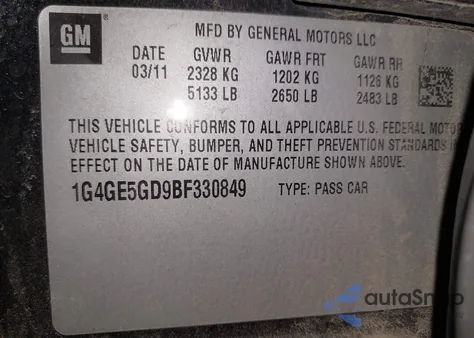 GM
MFD BY GENERAL MOTORS LLC
DATE GVWR GAWR FRT GAWR RR
03/11 2328 KG 1202 KG 1126 KG
5133 LB 2650 LB 2483 LB
THIS VEHICLE CONFORMS TO ALL APPLICABLE U.S. FEDERAL MOTOR
VEHICLE SAFETY, BUMPER, AND THEFT PREVENTION STANDARDS
EFFECT ON THE DATE OF MANUFACTURE SHOWN ABOVE.
1G4GE5GD9BF330849 TYPE: PASS CAR
autaSnap